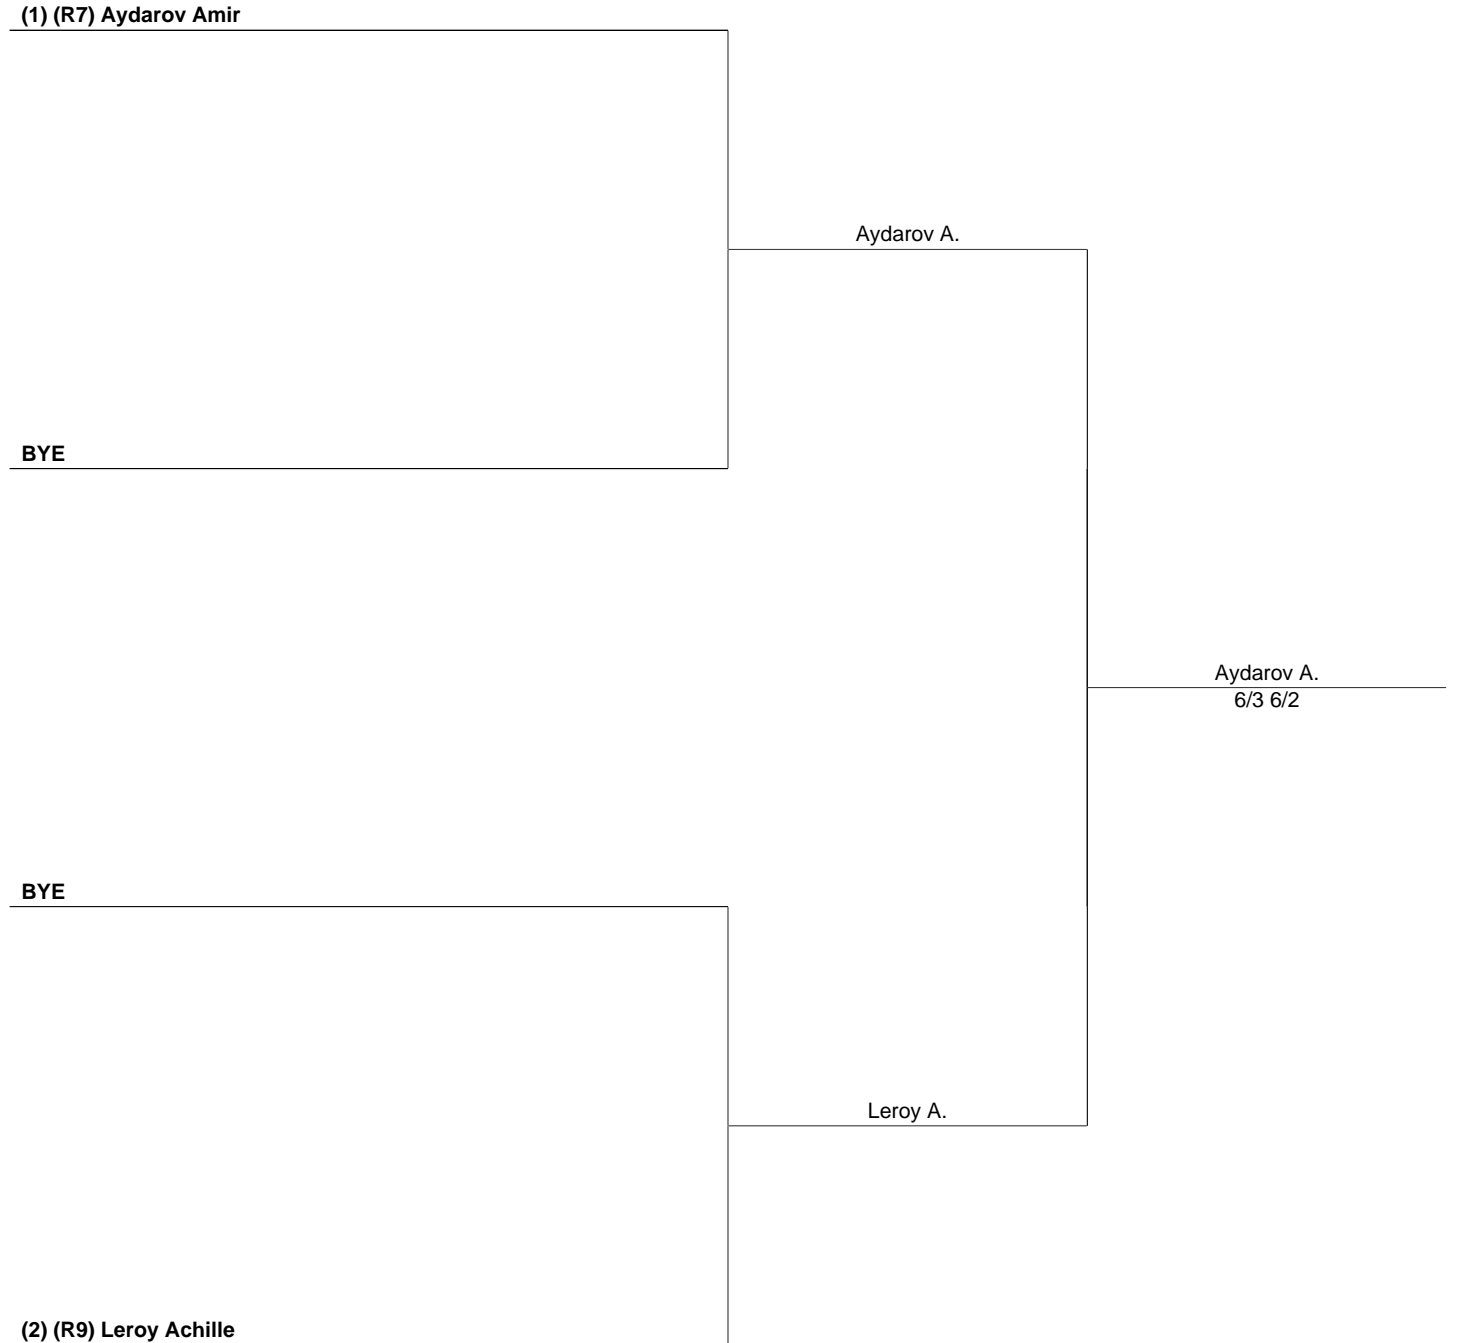 (1) (R7) Aydarov Amir
Aydarov A.
BYE
Aydarov A.
6/3 6/2
BYE
Leroy A.
(2) (R9) Leroy Achille